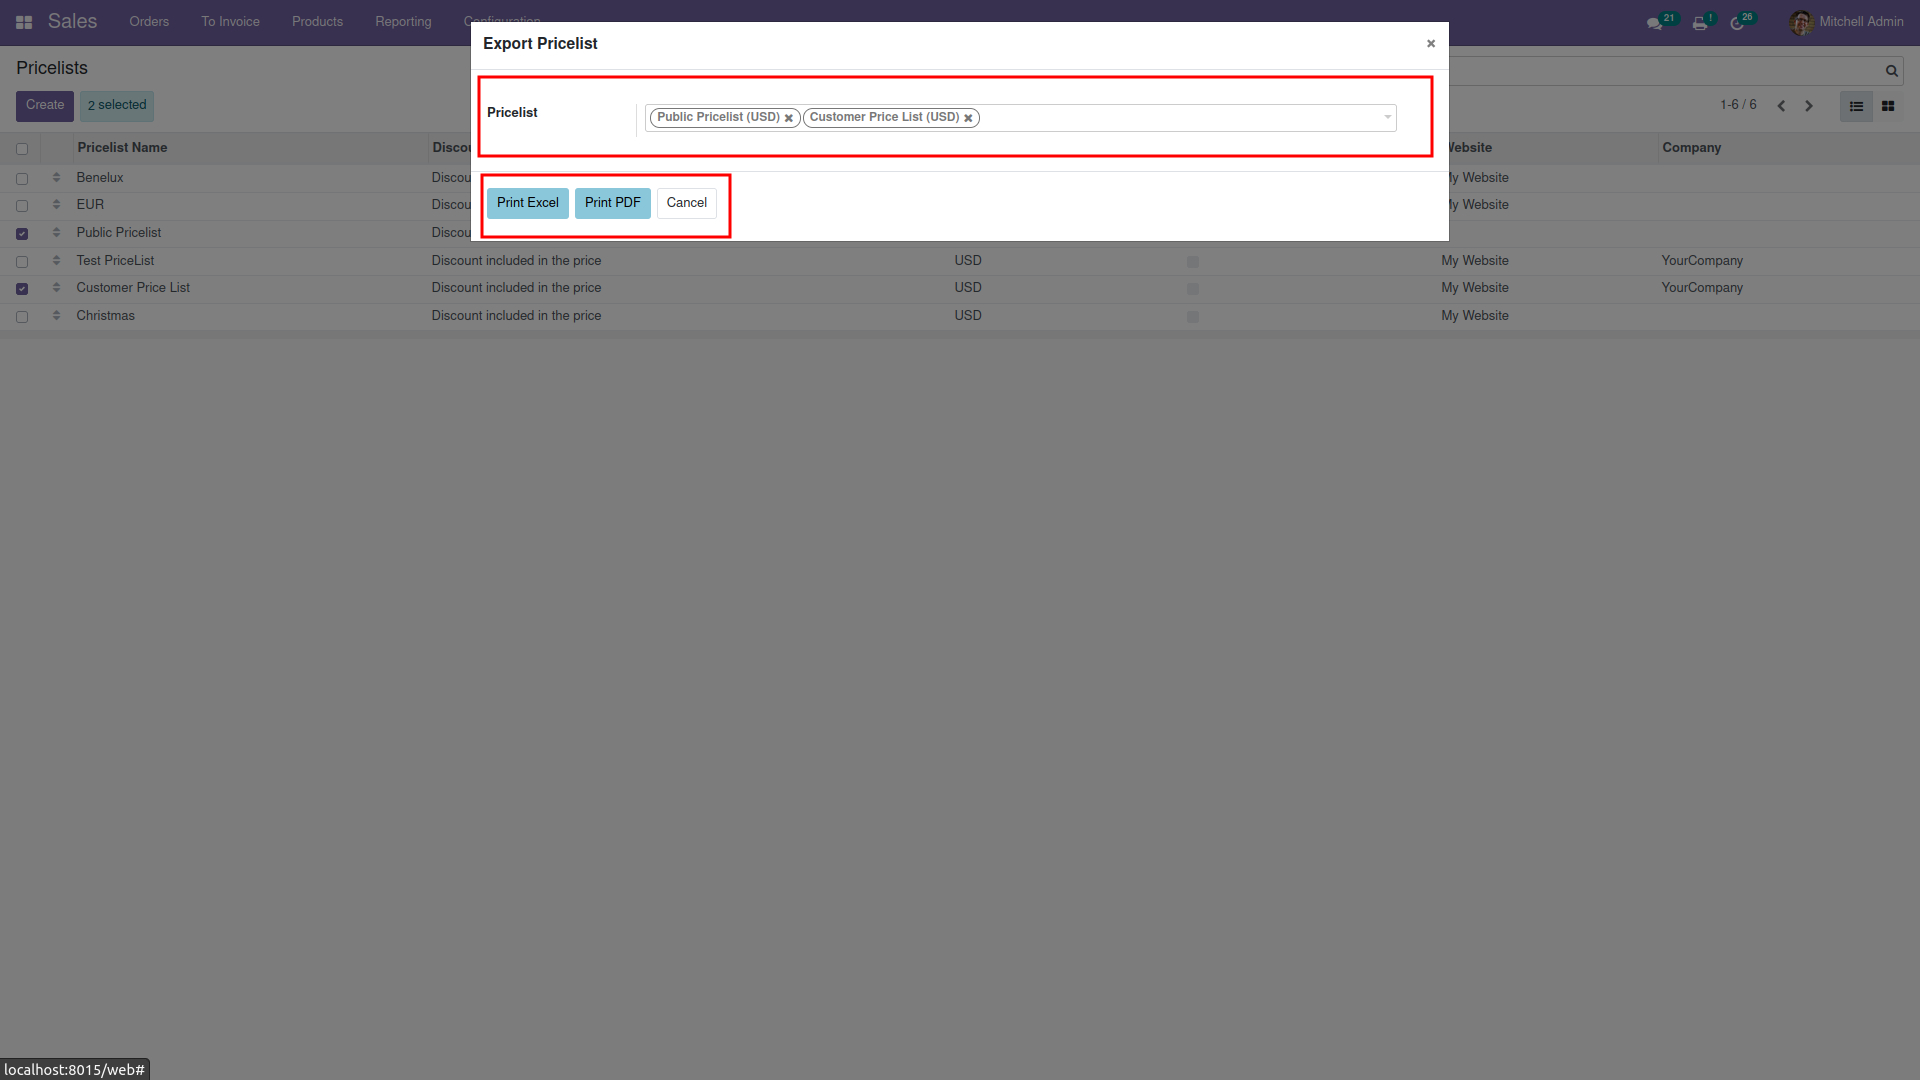 Sales Orders To Invoice Products Reporting Configuration 21 ! 26 Mitchell Admin
Export Pricelist ×
Pricelists
Pricelist Public Pricelist (USD) Customer Price List (USD)
Create 2 selected 1-6 / 6
Pricelist Name Discou Website Company
Benelux Discou My Website
EUR Discou My Website
Print Excel Print PDF Cancel
Public Pricelist Discou
Test PriceList Discount included in the price USD My Website YourCompany
Customer Price List Discount included in the price USD My Website YourCompany
Christmas Discount included in the price USD My Website
localhost:8015/web#